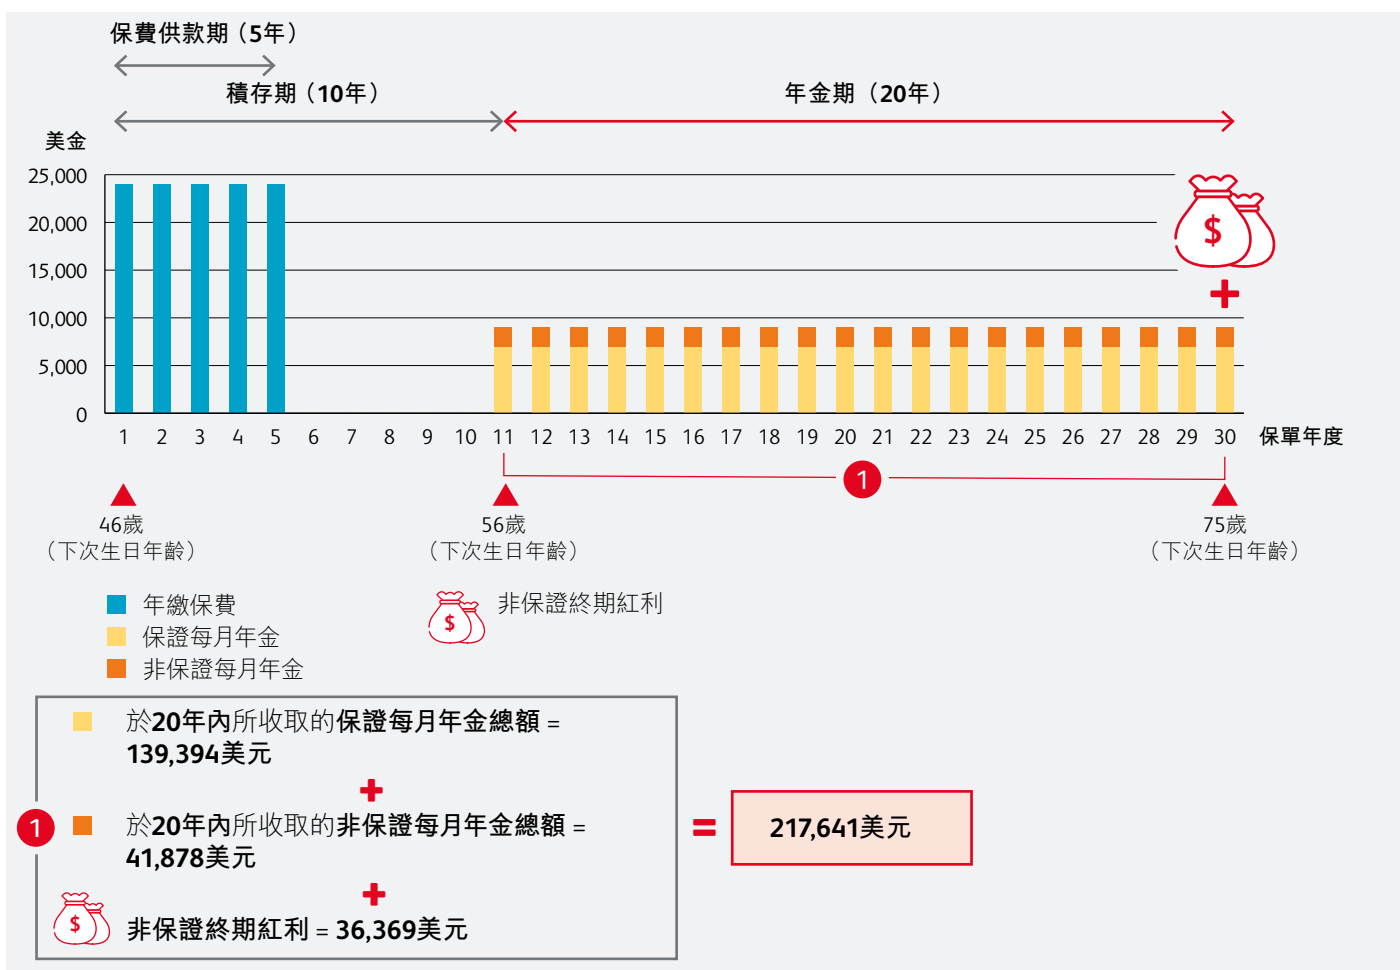 保費供款期（5年）
積存期（10年）
年金期（20年）
美金
25,000
20,000
15,000
10,000
5,000
0
$
1 2 3 4 5 6 7 8 9 10 11 12 13 14 15 16 17 18 19 20 21 22 23 24 25 26 27 28 29 30 保單年度
1
46歲
（下次生日年齡）
56歲
（下次生日年齡）
75歲
（下次生日年齡）
年繳保費
保證每月年金
非保證每月年金
$ 非保證終期紅利
於20年內所收取的保證每月年金總額 =
139,394美元
+
1 於20年內所收取的非保證每月年金總額 =
41,878美元
+
$ 非保證終期紅利 = 36,369美元
= 217,641美元